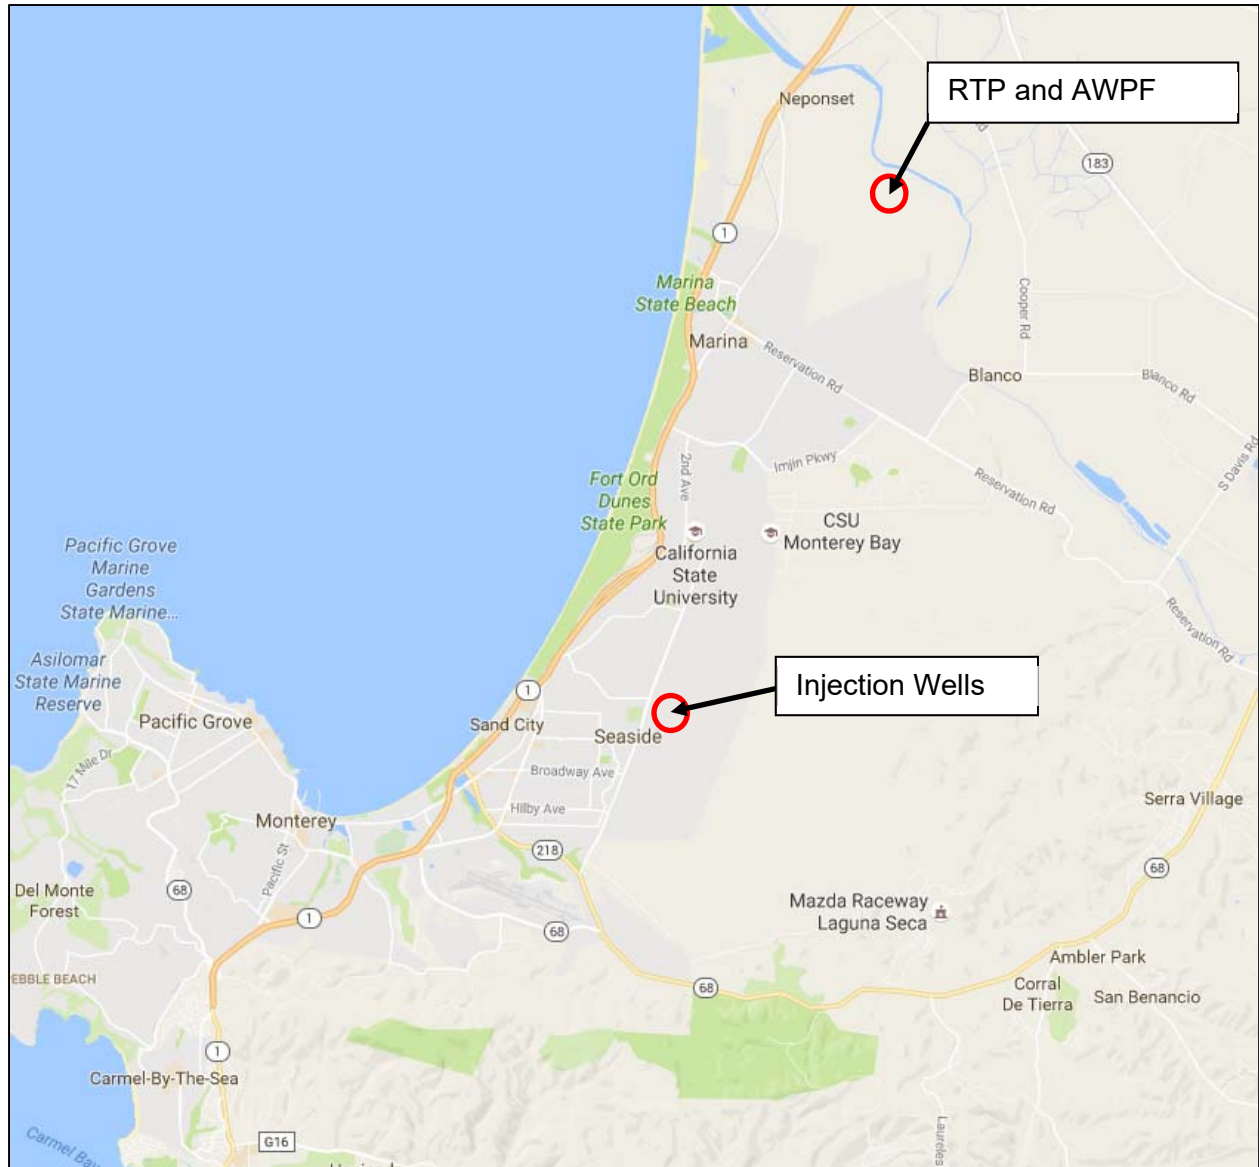 RTP and AWPF
Neponset
183
1
Marina
State Beach
Marina
Reservation Rd
Cooper Rd
Blanco
Blanco Rd
S Davis Rd
Imjin Pkwy
2nd Ave
Reservation Rd
Fort Ord
Dunes
State Park
California
State
University
CSU
Monterey Bay
Pacific Grove
Marine
Gardens
State Marine...
Asilomar
State Marine
Reserve
Reservation Rd
Injection Wells
1
Pacific Grove
Sand City
Seaside
17 Mile Dr
Broadway Ave
Hilby Ave
Monterey
Serra Village
Pacific St
218
68
68
Del Monte
Forest
1
68
Mazda Raceway
Laguna Seca
Ambler Park
EBBLE BEACH
68
Corral
De Tierra
San Benancio
1
Carmel-By-The-Sea
G16
Carmel Ba
Laureles